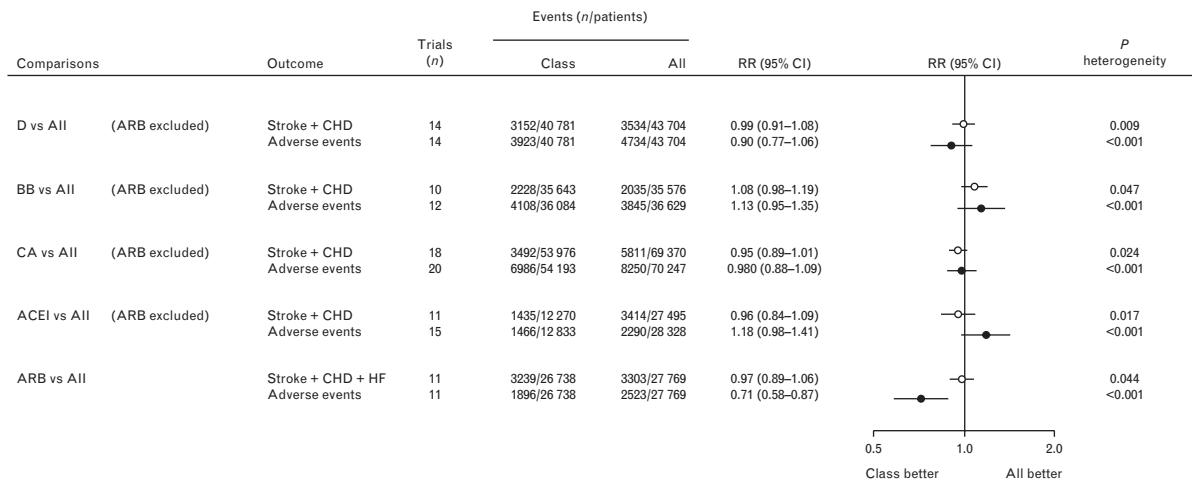 Events (n/patients)
Comparisons Outcome Trials (n) Class All RR (95% CI) RR (95% CI) P heterogeneity
D vs All (ARB excluded) Stroke + CHD 14 3152/40 781 3534/43 704 0.99 (0.91–1.08) 0.009
Adverse events 14 3923/40 781 4734/43 704 0.90 (0.77–1.06) <0.001
BB vs All (ARB excluded) Stroke + CHD 10 2228/35 643 2035/35 576 1.08 (0.98–1.19) 0.047
Adverse events 12 4108/36 084 3845/36 629 1.13 (0.95–1.35) <0.001
CA vs All (ARB excluded) Stroke + CHD 18 3492/53 976 5811/69 370 0.95 (0.89–1.01) 0.024
Adverse events 20 6986/54 193 8250/70 247 0.980 (0.88–1.09) <0.001
ACEI vs All (ARB excluded) Stroke + CHD 11 1435/12 270 3414/27 495 0.96 (0.84–1.09) 0.017
Adverse events 15 1466/12 833 2290/28 328 1.18 (0.98–1.41) <0.001
ARB vs All Stroke + CHD + HF 11 3239/26 738 3303/27 769 0.97 (0.89–1.06) 0.044
Adverse events 11 1896/26 738 2523/27 769 0.71 (0.58–0.87) <0.001
0.5 1.0 2.0
Class better All better